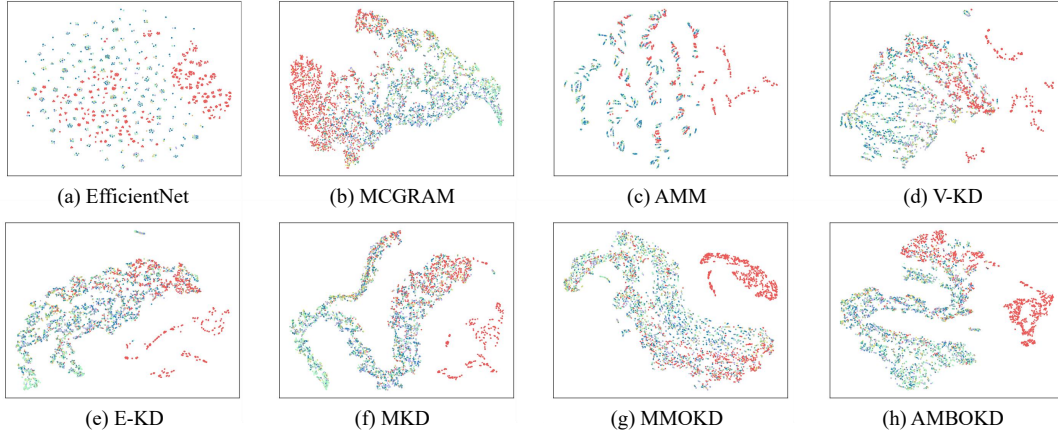 (a) EfficientNet
(b) MCGRAM
(c) AMM
(d) V-KD
(e) E-KD
(f) MKD
(g) MMOKD
(h) AMBOKD